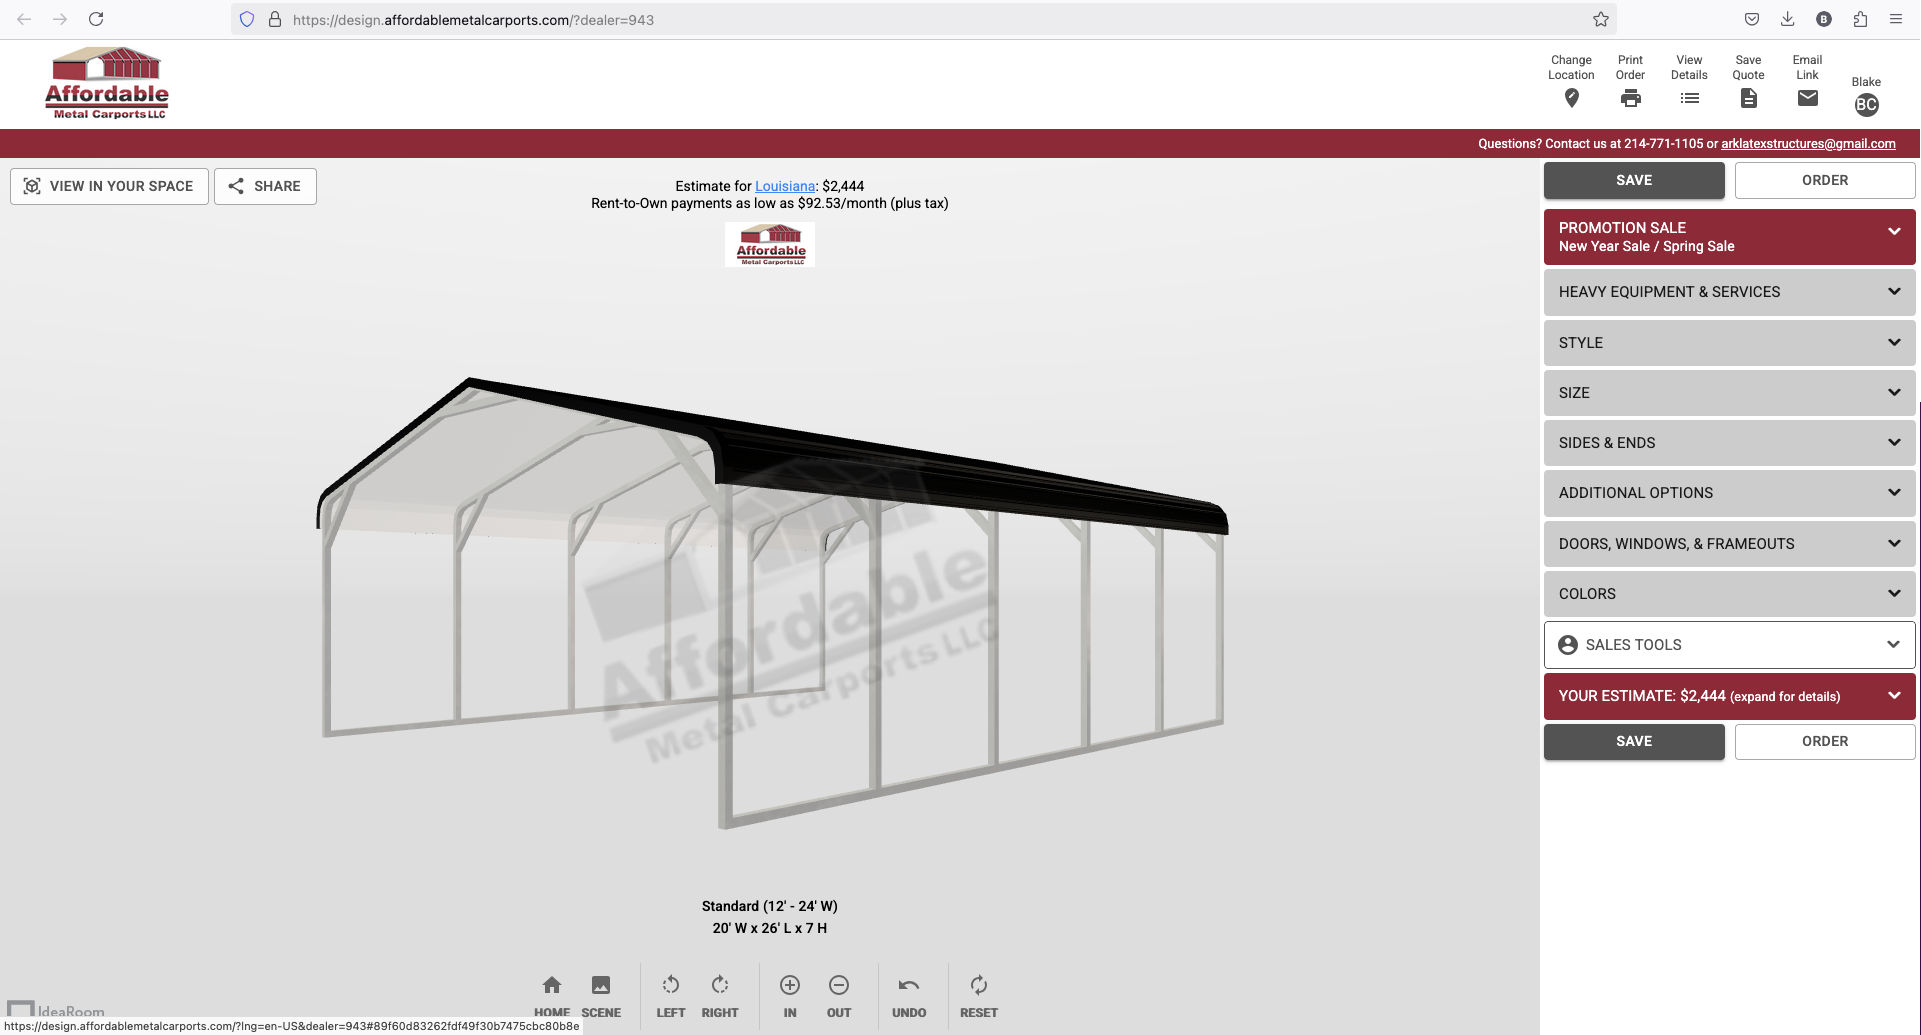 https://design.affordablemetalcarports.com/?dealer=943
B
Affordable
Metal Carports LLC
Change Location
Print Order
View Details
Save Quote
Email Link
Blake
BC
Questions? Contact us at 214-771-1105 or arklatexstructures@gmail.com
VIEW IN YOUR SPACE
SHARE
Estimate for Louisiana: $2,444
Rent-to-Own payments as low as $92.53/month (plus tax)
Affordable
Metal Carports LLC
Affordable
Metal Carports LLC
Standard (12' - 24' W)
20' W x 26' L x 7 H
HOME
SCENE
LEFT
RIGHT
IN
OUT
UNDO
RESET
IdeaRoom
https://design.affordablemetalcarports.com/?lng=en-US&dealer=943#89f60d83262fdf49f30b7475cbc80b8e
SAVE
ORDER
PROMOTION SALE
New Year Sale / Spring Sale
HEAVY EQUIPMENT & SERVICES
STYLE
SIZE
SIDES & ENDS
ADDITIONAL OPTIONS
DOORS, WINDOWS, & FRAMEOUTS
COLORS
SALES TOOLS
YOUR ESTIMATE: $2,444 (expand for details)
SAVE
ORDER